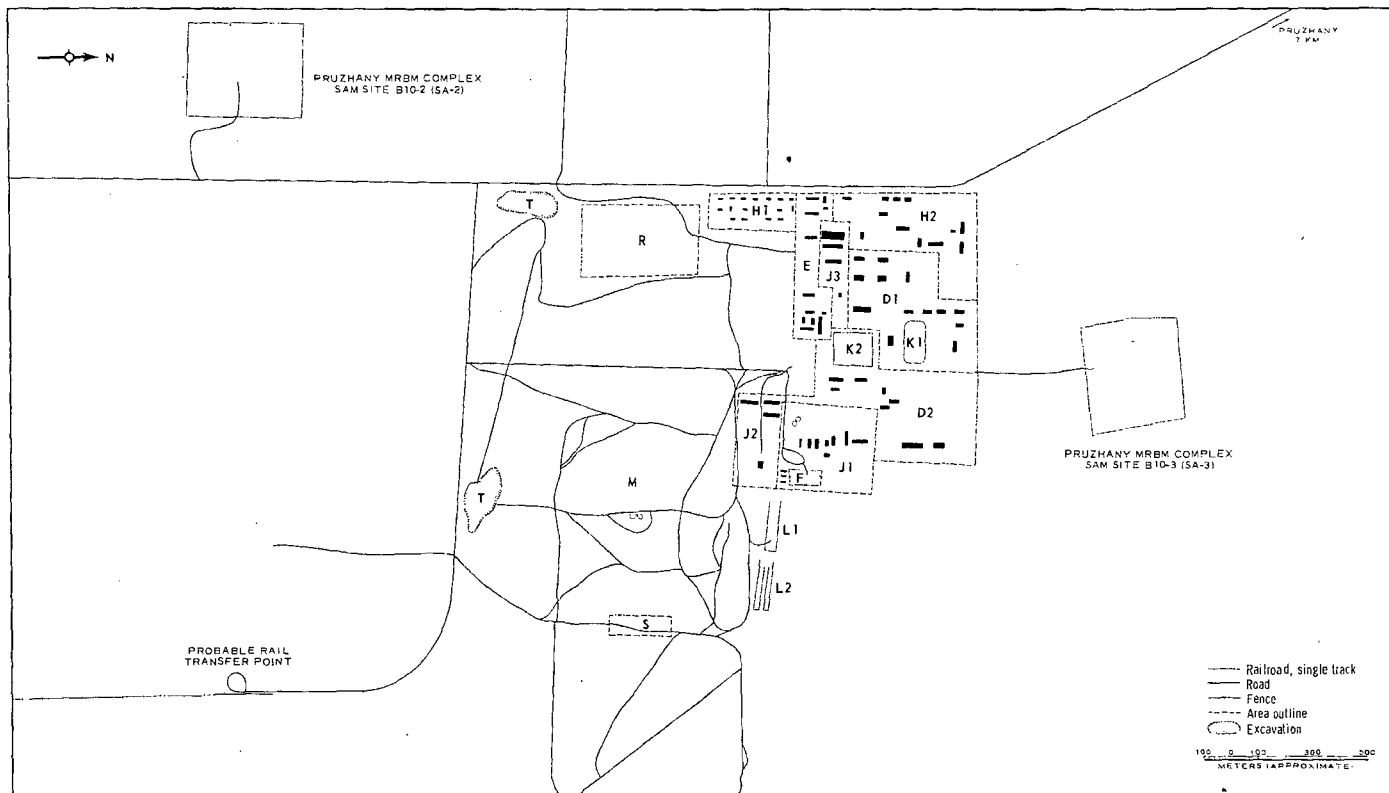 N
PRUZHANY MRBM COMPLEX
SAM SITE B10-2 (SA-2)
PRUZHANY
7 KM
T
R
H1
H2
E
J3
D1
K2
K1
J2
D2
J1
F
M
T
L1
L2
S
PRUZHANY MRBM COMPLEX
SAM SITE B10-3 (SA-3)
PROBABLE RAIL
TRANSFER POINT
Railroad, single track
Road
Fence
Area outline
Excavation
100 0 100 300 500
METERS (APPROXIMATE)